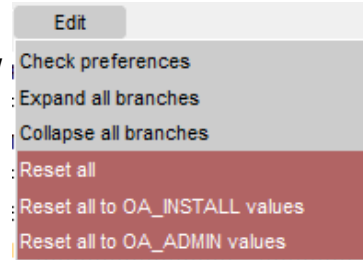 Edit
Check preferences
Expand all branches
Collapse all branches
Reset all
Reset all to OA_INSTALL values
Reset all to OA_ADMIN values